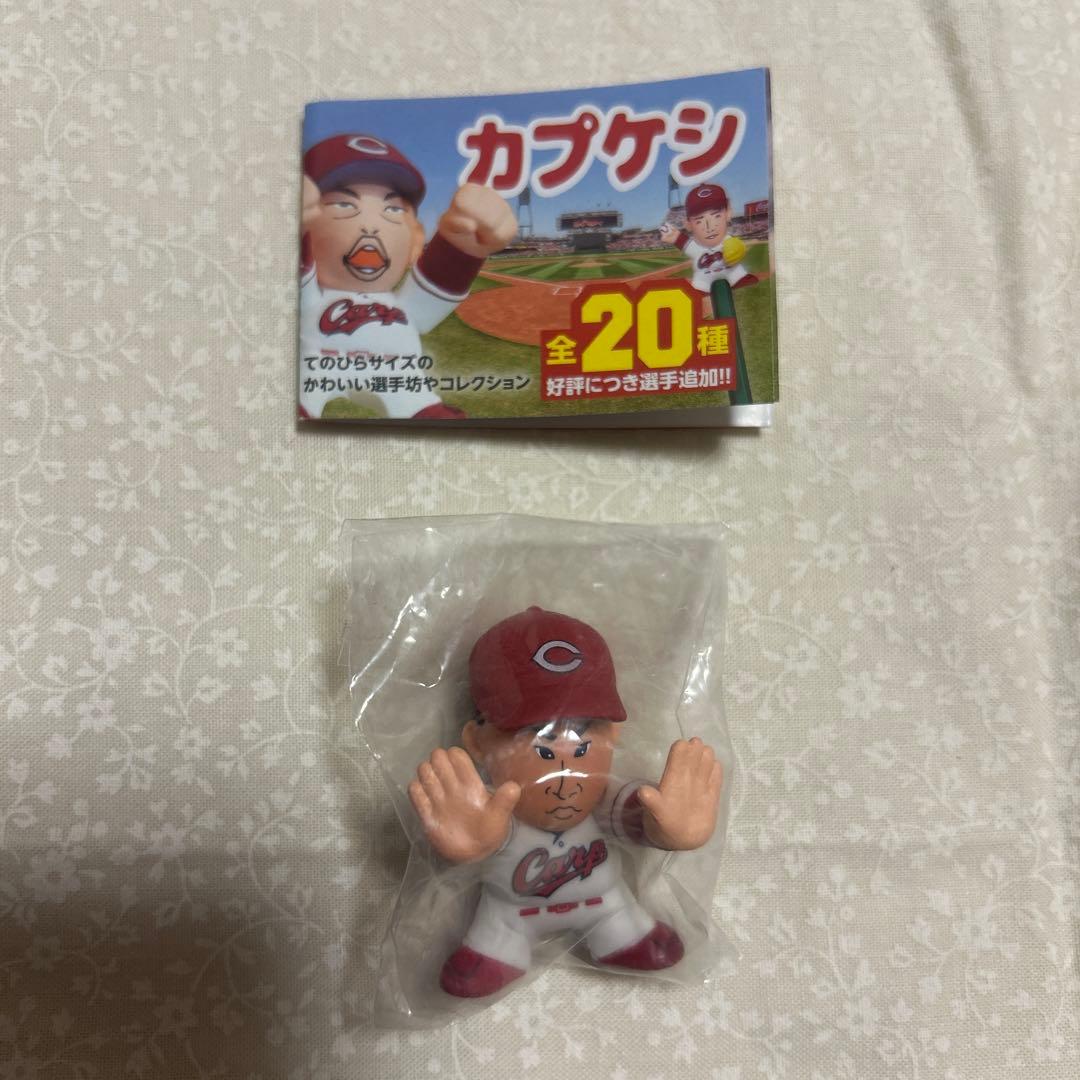 カプケシ
C
Carp
全20種
好評につき選手追加!!
てのひらサイズの
かわいい選手坊やコレクション
C
Carp